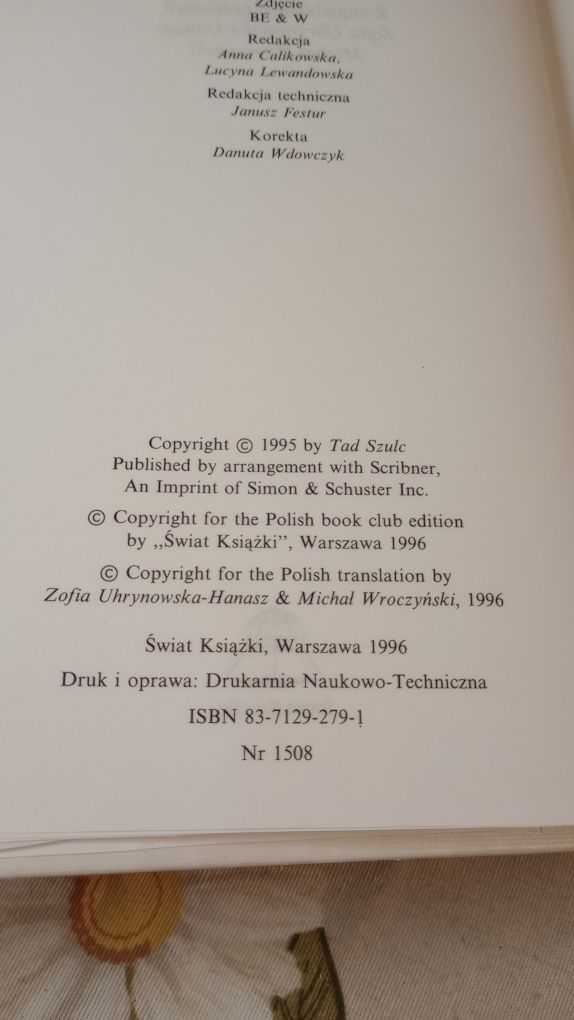 Zdjęcie
BE & W
Redakcja
Anna Calikowska,
Lucyna Lewandowska
Redakcja techniczna
Janusz Festur
Korekta
Danuta Wdowczyk
Copyright © 1995 by Tad Szulc
Published by arrangement with Scribner,
An Imprint of Simon & Schuster Inc.
© Copyright for the Polish book club edition
by „Świat Książki”, Warszawa 1996
© Copyright for the Polish translation by
Zofia Uhrynowska-Hanasz & Michał Wroczyński, 1996
Świat Książki, Warszawa 1996
Druk i oprawa: Drukarnia Naukowo-Techniczna
ISBN 83-7129-279-1
Nr 1508